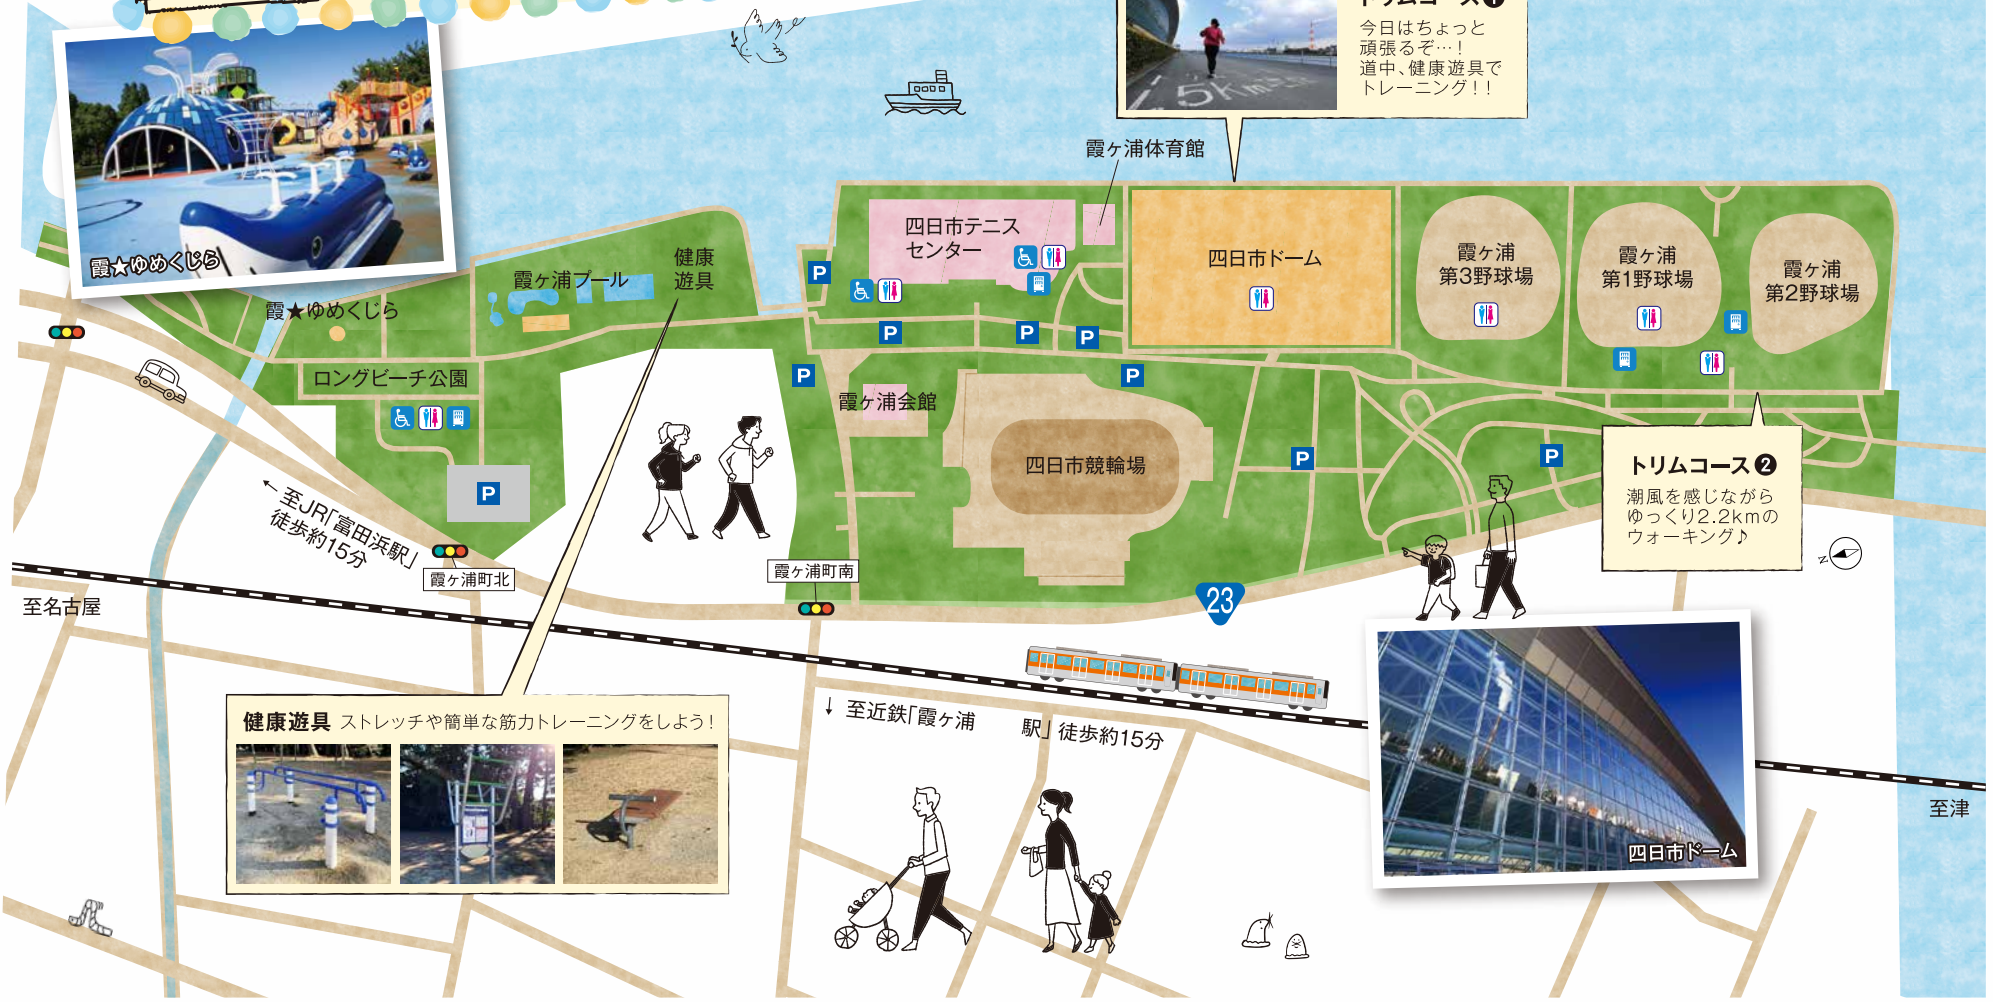 トリムコース❶
今日はちょっと
頑張るぞ…！
道中、健康遊具で
トレーニング！！
5km
霞★ゆめくじら
霞ヶ浦体育館
四日市テニス
センター
四日市ドーム
霞ヶ浦
第3野球場
霞ヶ浦
第1野球場
霞ヶ浦
第2野球場
健康
遊具
霞ヶ浦プール
霞★ゆめくじら
ロングビーチ公園
霞ヶ浦会館
四日市競輪場
P
P
P
P
P
P
P
P
P
トリムコース❷
潮風を感じながら
ゆっくり2.2kmの
ウォーキング♪
N
←至JR「富田浜駅」
徒歩約15分
霞ヶ浦町北
霞ヶ浦町南
23
至名古屋
↓至近鉄「霞ヶ浦駅」徒歩約15分
至津
健康遊具 ストレッチや簡単な筋力トレーニングをしよう！
四日市ドーム